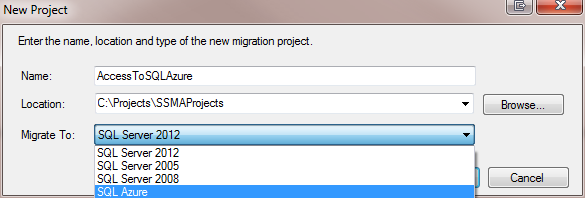 New Project
Enter the name, location and type of the new migration project.
Name: AccessToSQLAzure
Location: C:\Projects\SSMAProjects Browse...
Migrate To: SQL Server 2012
SQL Server 2012
SQL Server 2005
SQL Server 2008
SQL Azure
Cancel